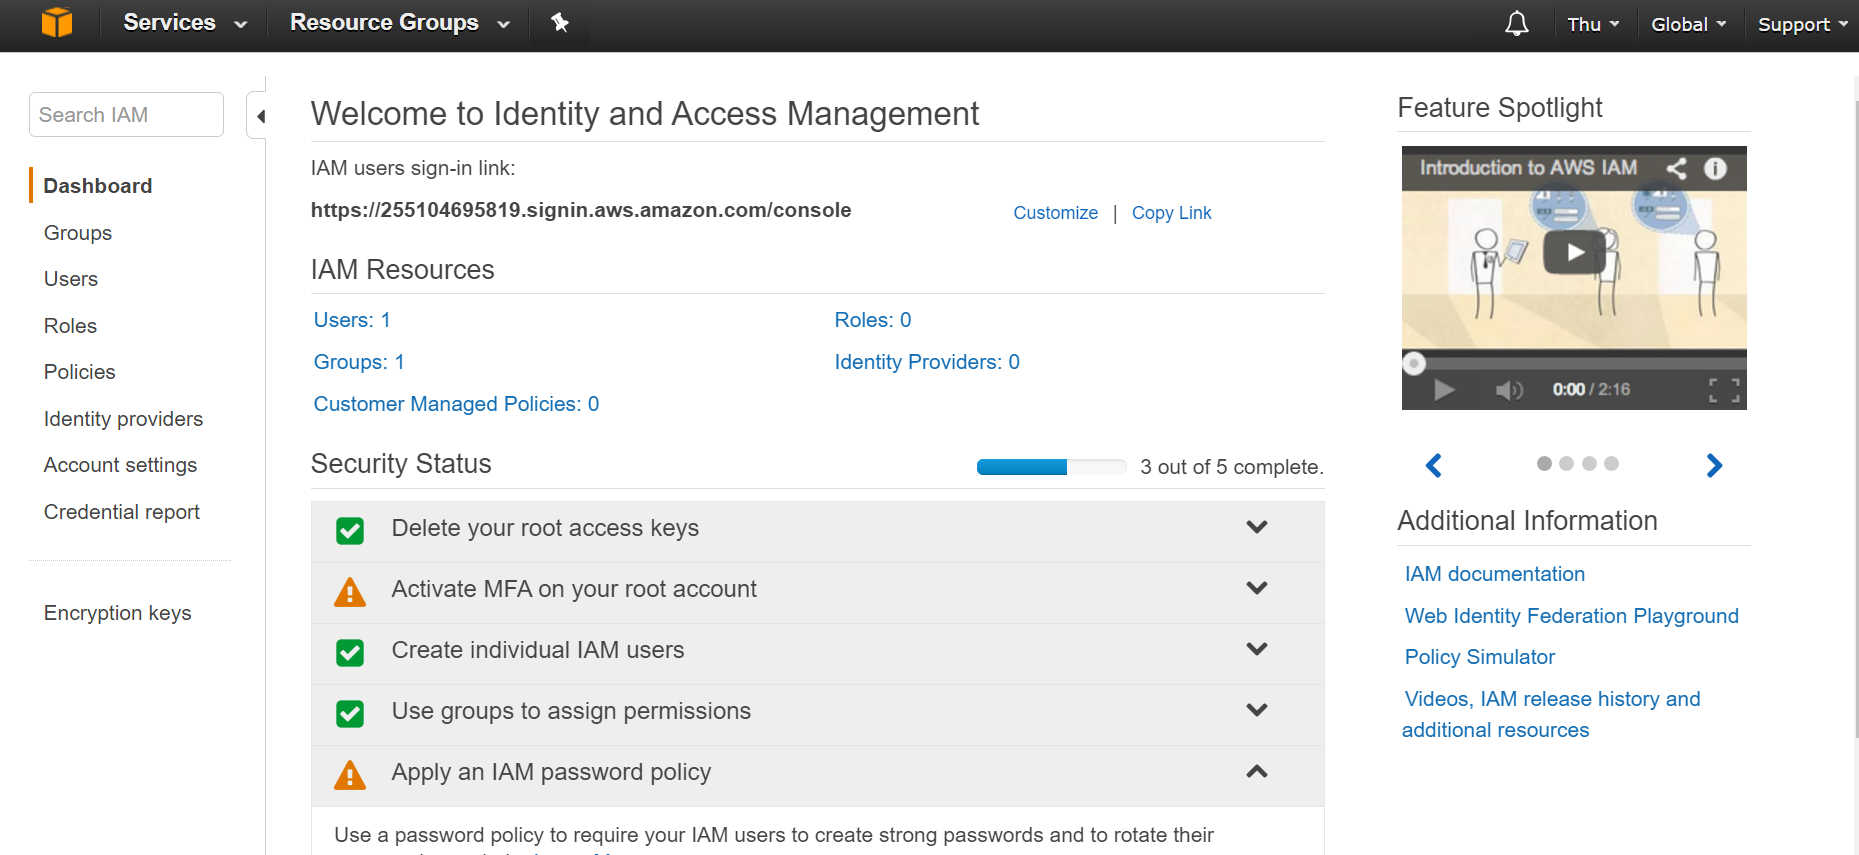 Services
Resource Groups
Thu
Global
Support
Search IAM
Dashboard
Groups
Users
Roles
Policies
Identity providers
Account settings
Credential report
Encryption keys
Welcome to Identity and Access Management
IAM users sign-in link:
https://255104695819.signin.aws.amazon.com/console
Customize | Copy Link
IAM Resources
Users: 1
Roles: 0
Groups: 1
Identity Providers: 0
Customer Managed Policies: 0
Security Status
3 out of 5 complete.
Delete your root access keys
Activate MFA on your root account
Create individual IAM users
Use groups to assign permissions
Apply an IAM password policy
Use a password policy to require your IAM users to create strong passwords and to rotate their
Feature Spotlight
Introduction to AWS IAM
0:00 / 2:16
Additional Information
IAM documentation
Web Identity Federation Playground
Policy Simulator
Videos, IAM release history and
additional resources